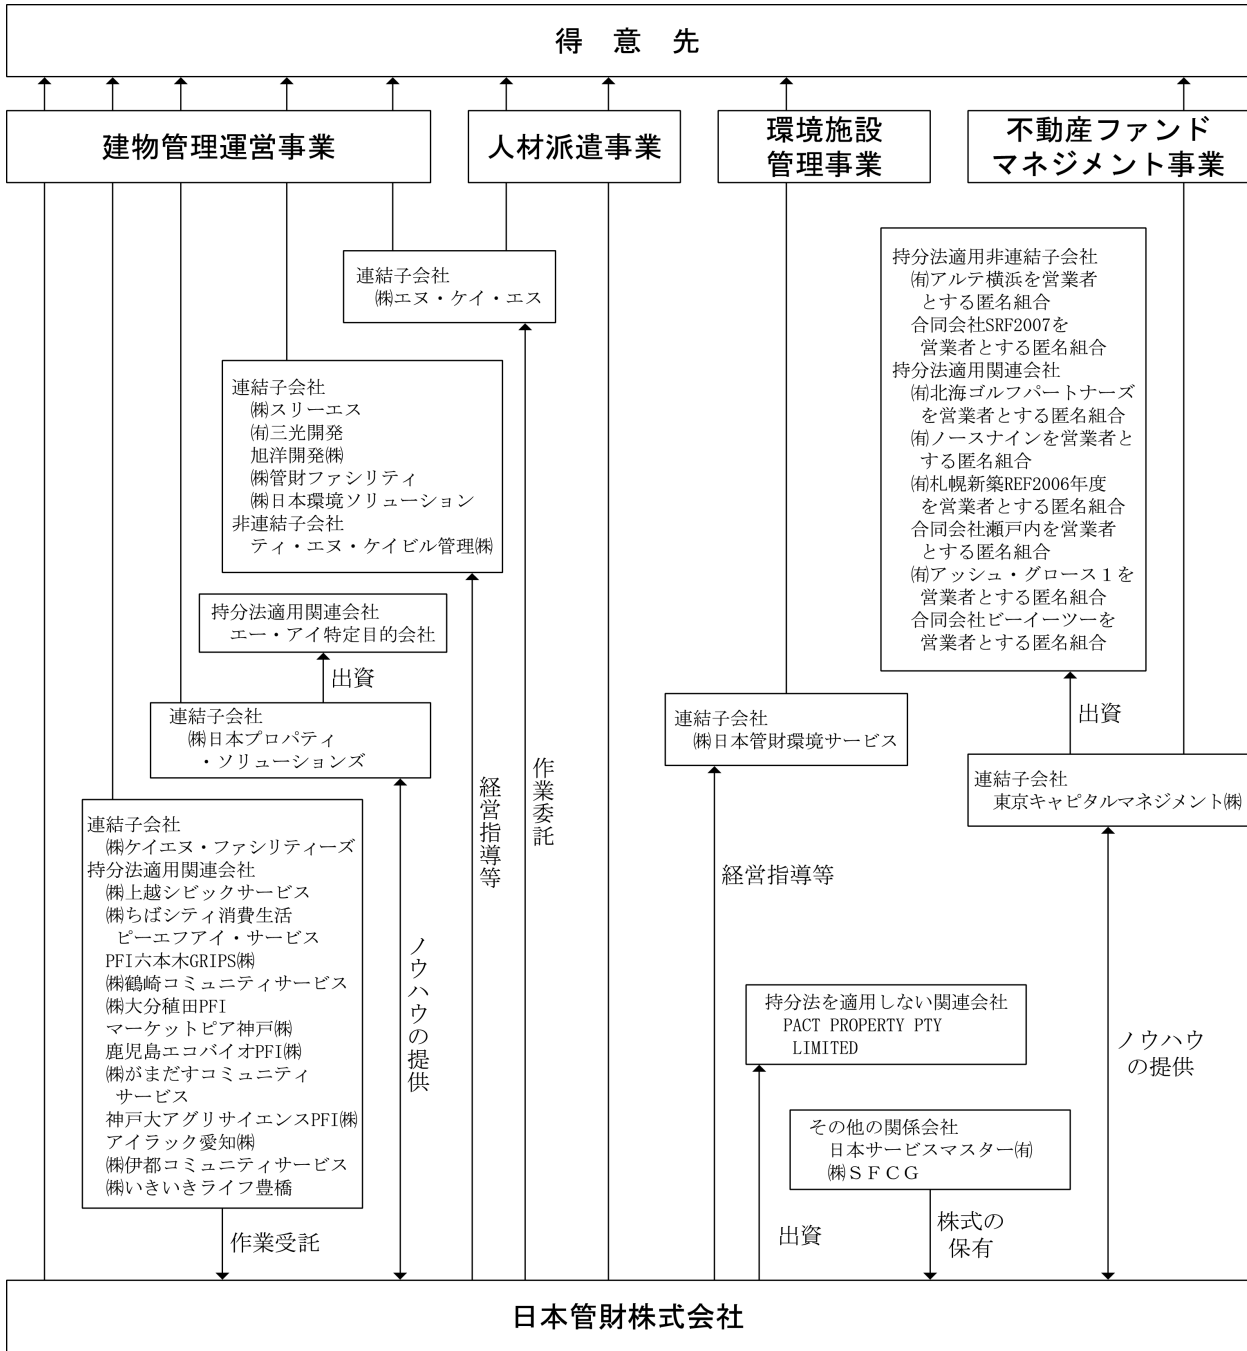 得意先
建物管理運営事業
人材派遣事業
環境施設
管理事業
不動産ファンド
マネジメント事業
連結子会社
㈱エヌ・ケイ・エス
連結子会社
㈱スリーエス
㈲三光開発
旭洋開発㈱
㈱管財ファシリティ
㈱日本環境ソリューション
非連結子会社
ティ・エヌ・ケイビル管理㈱
持分法適用関連会社
エー・アイ特定目的会社
出資
連結子会社
㈱日本プロパティ
・ソリューションズ
連結子会社
㈱ケイエヌ・ファシリティーズ
持分法適用関連会社
㈱上越シビックサービス
㈱ちばシティ消費生活
ピーエフアイ・サービス
PFI六本木GRIPS㈱
㈱鶴崎コミュニティサービス
㈱大分稙田PFI
マーケットピア神戸㈱
鹿児島エコバイオPFI㈱
㈱がまだすコミュニティ
サービス
神戸大アグリサイエンスPFI㈱
アイラック愛知㈱
㈱伊都コミュニティサービス
㈱いきいきライフ豊橋
作業受託
ノウハウの提供
経営指導等
作業委託
連結子会社
㈱日本管財環境サービス
経営指導等
持分法適用非連結子会社
㈲アルテ横浜を営業者
とする匿名組合
合同会社SRF2007を
営業者とする匿名組合
持分法適用関連会社
㈲北海ゴルフパートナーズ
を営業者とする匿名組合
㈲ノースナインを営業者と
する匿名組合
㈲札幌新築REF2006年度
を営業者とする匿名組合
合同会社瀬戸内を営業者
とする匿名組合
㈲アッシュ・グロース１を
営業者とする匿名組合
合同会社ビーイーツーを
営業者とする匿名組合
出資
連結子会社
東京キャピタルマネジメント㈱
ノウハウ
の提供
持分法を適用しない関連会社
PACT PROPERTY PTY
LIMITED
出資
その他の関係会社
日本サービスマスター㈲
㈱ＳＦＣＧ
株式の
保有
日本管財株式会社